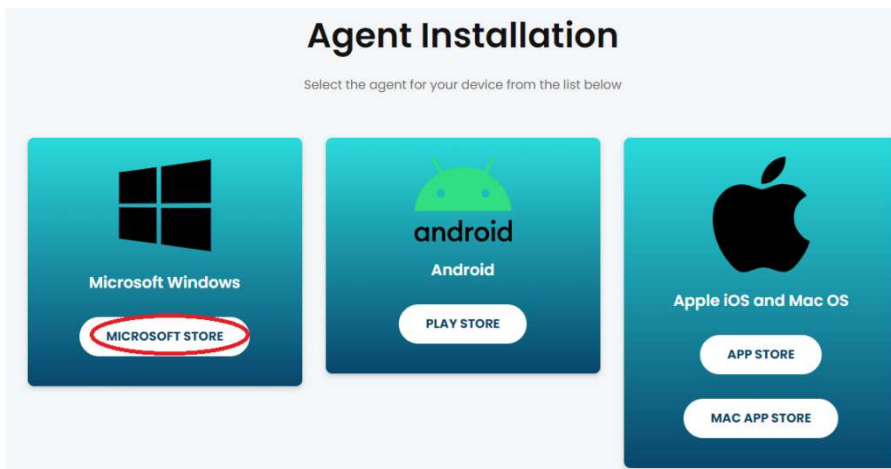 Agent Installation
Select the agent for your device from the list below
Microsoft Windows
MICROSOFT STORE
android
Android
PLAY STORE
Apple iOS and Mac OS
APP STORE
MAC APP STORE